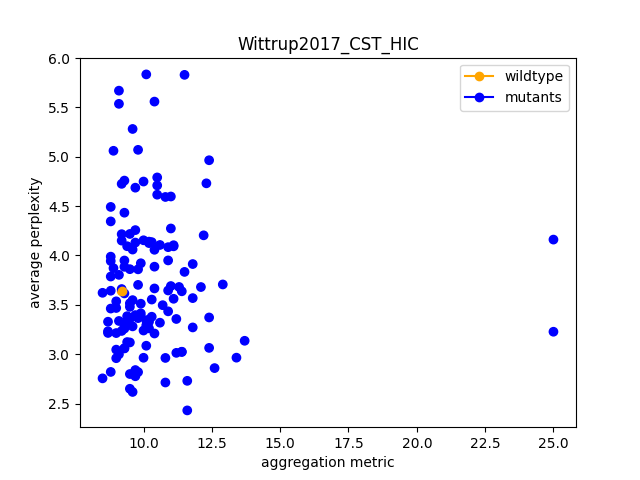 Wittrup2017_CST_HIC
wildtype
mutants
6.0
5.5
5.0
4.5
4.0
3.5
3.0
2.5
average perplexity
10.0 12.5 15.0 17.5 20.0 22.5 25.0
aggregation metric